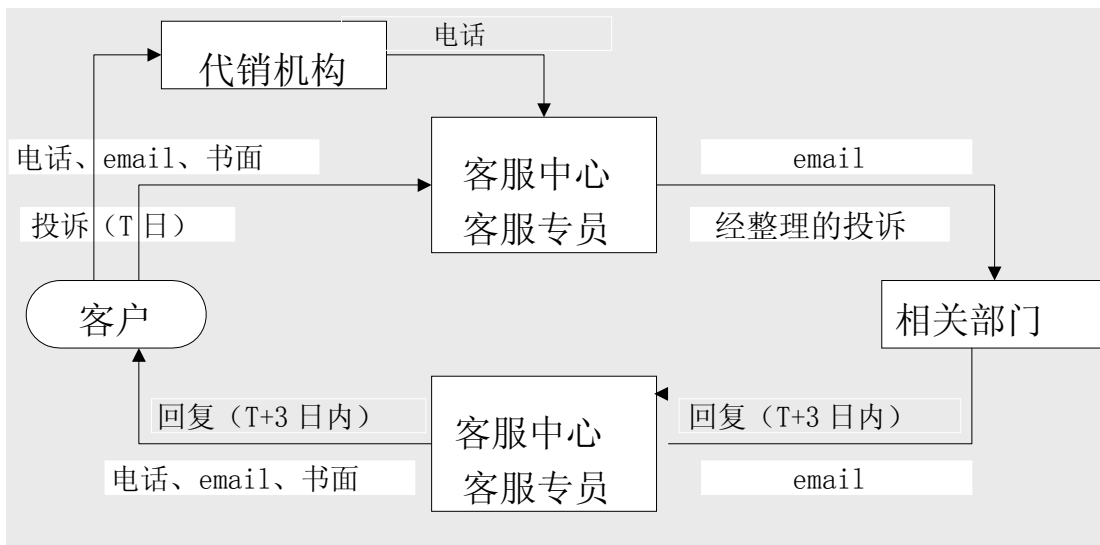 电话
代销机构
电话、email、书面
客服中心
客服专员
email
投诉（T 日）
经整理的投诉
客户
相关部门
回复（T+3 日内）
客服中心
客服专员
回复（T+3 日内）
电话、email、书面
email